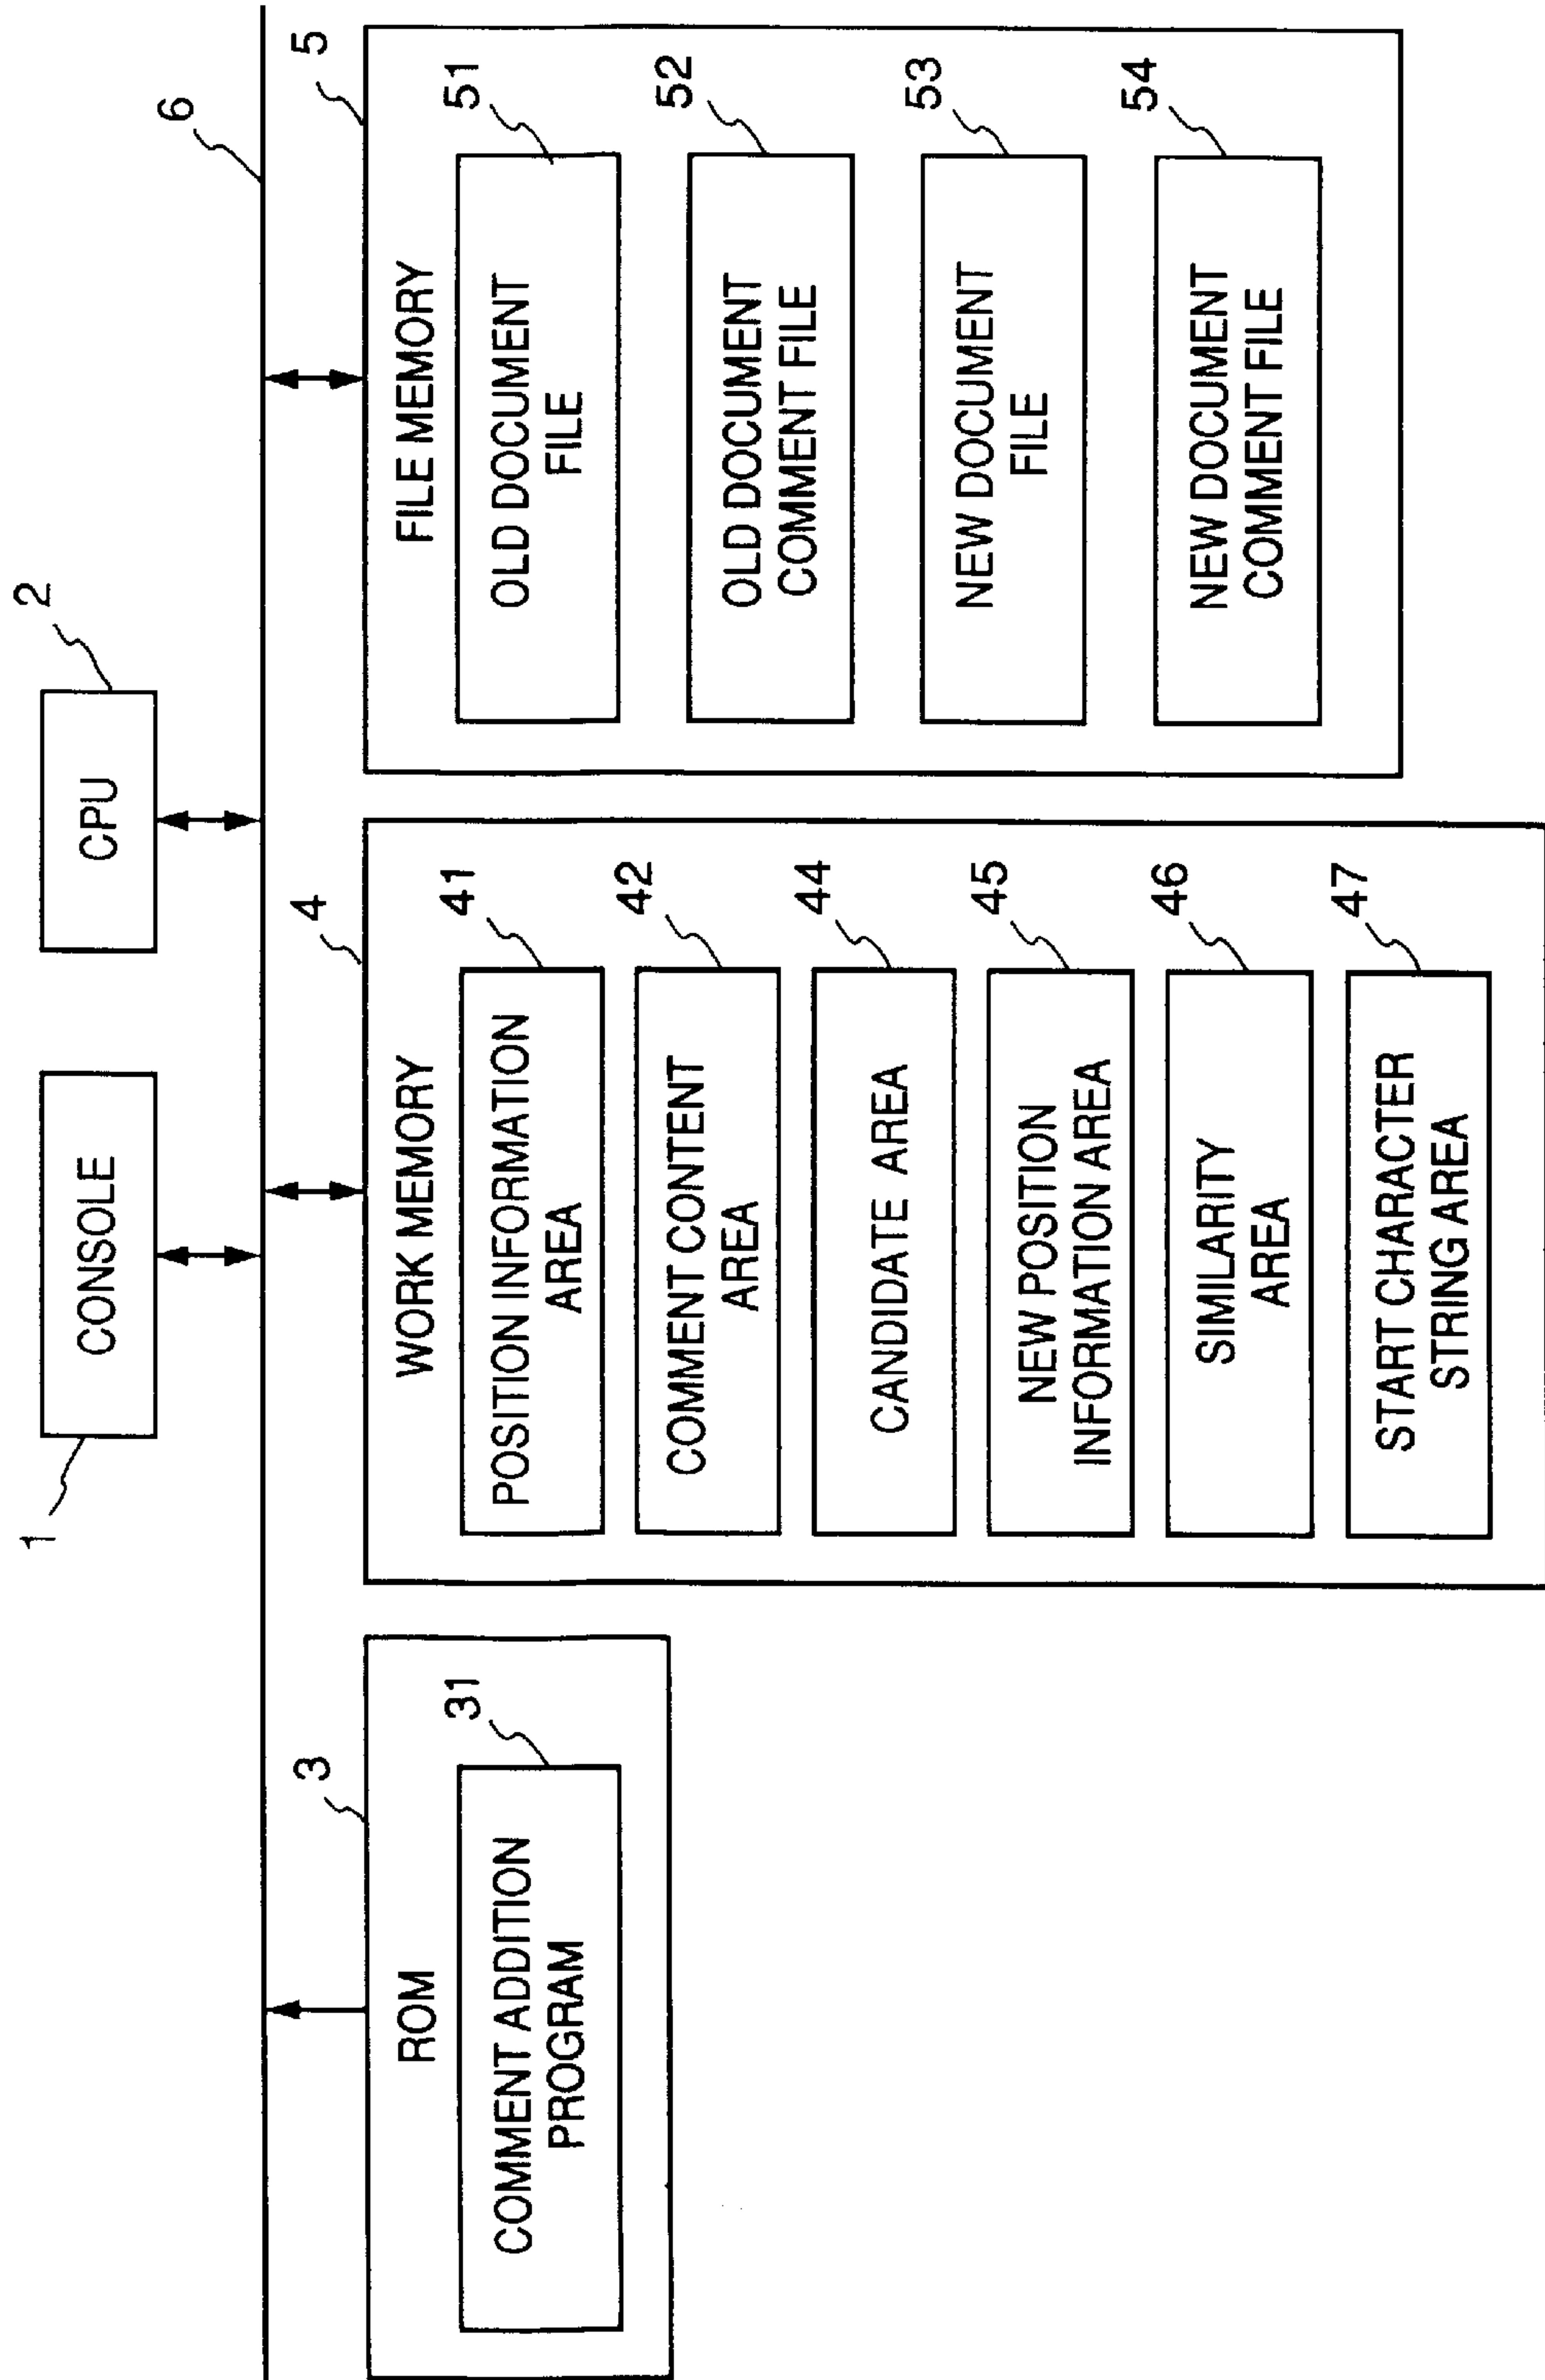 1
CONSOLE
CPU
2
6
3
ROM
COMMENT ADDITION
PROGRAM
31
4
WORK MEMORY
POSITION INFORMATION
AREA
41
COMMENT CONTENT
AREA
42
CANDIDATE AREA
44
NEW POSITION
INFORMATION AREA
45
SIMILARITY
AREA
46
START CHARACTER
STRING AREA
47
5
FILE MEMORY
OLD DOCUMENT
FILE
51
OLD DOCUMENT
COMMENT FILE
52
NEW DOCUMENT
FILE
53
NEW DOCUMENT
COMMENT FILE
54